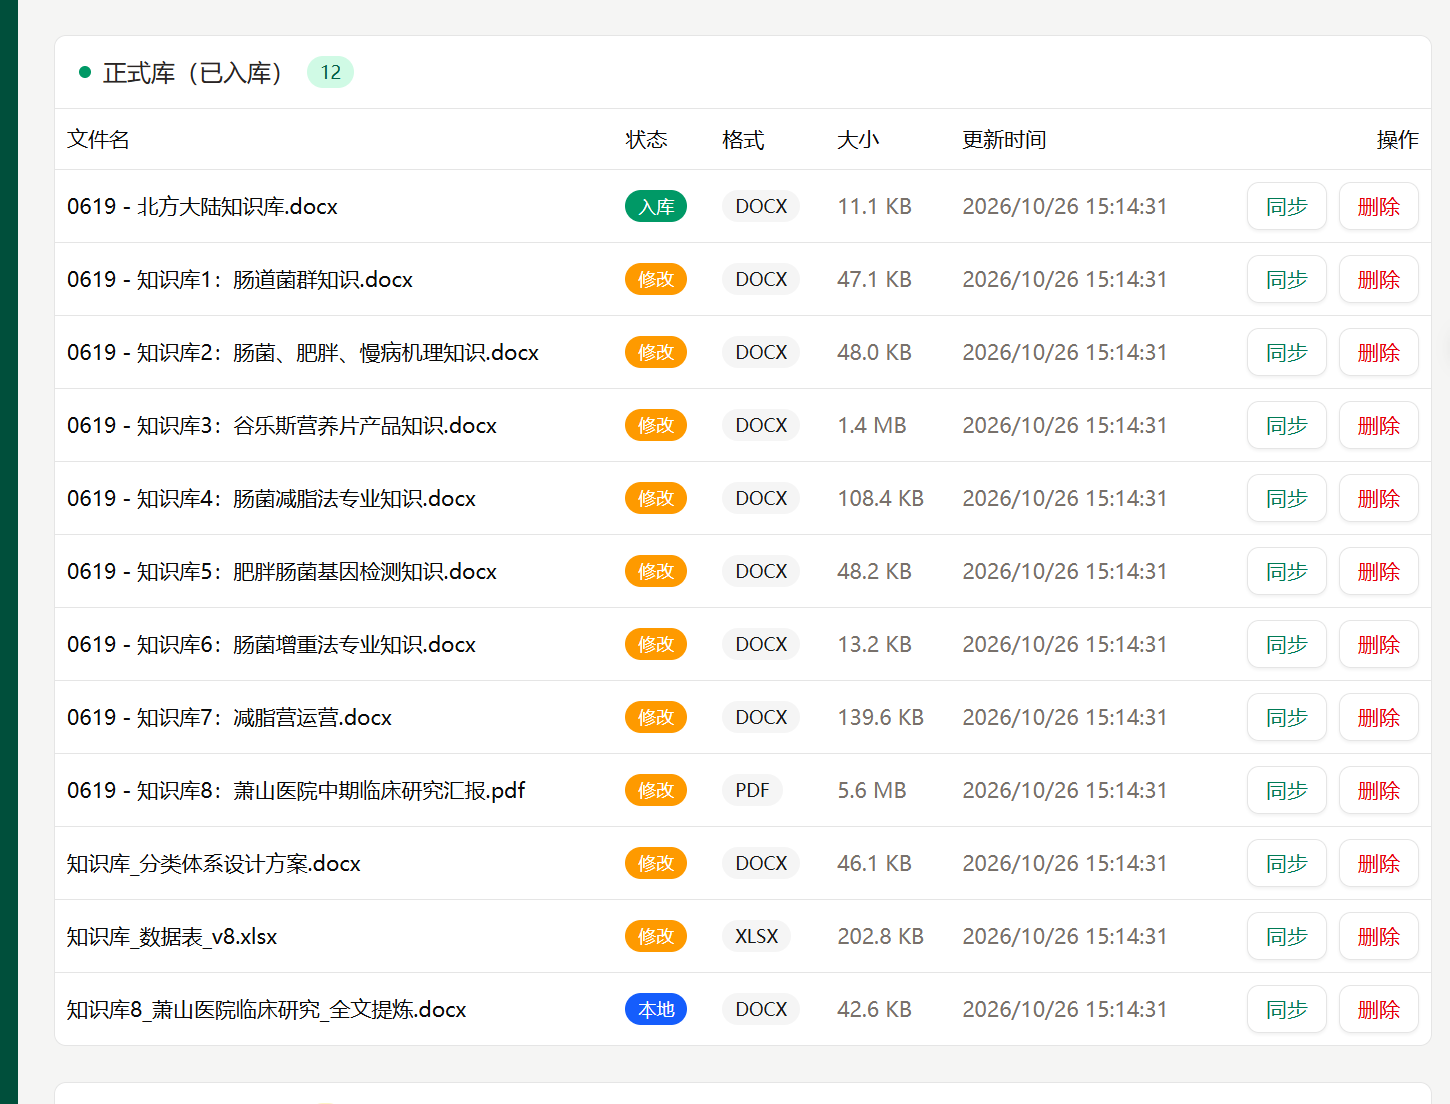 正式库（已入库） 12
文件名 状态 格式 大小 更新时间 操作
0619 - 北方大陆知识库.docx 入库 DOCX 11.1 KB 2026/10/26 15:14:31 同步 删除
0619 - 知识库1：肠道菌群知识.docx 修改 DOCX 47.1 KB 2026/10/26 15:14:31 同步 删除
0619 - 知识库2：肠菌、肥胖、慢病机理知识.docx 修改 DOCX 48.0 KB 2026/10/26 15:14:31 同步 删除
0619 - 知识库3：谷乐斯营养片产品知识.docx 修改 DOCX 1.4 MB 2026/10/26 15:14:31 同步 删除
0619 - 知识库4：肠菌减脂法专业知识.docx 修改 DOCX 108.4 KB 2026/10/26 15:14:31 同步 删除
0619 - 知识库5：肥胖肠菌基因检测知识.docx 修改 DOCX 48.2 KB 2026/10/26 15:14:31 同步 删除
0619 - 知识库6：肠菌增重法专业知识.docx 修改 DOCX 13.2 KB 2026/10/26 15:14:31 同步 删除
0619 - 知识库7：减脂营运营.docx 修改 DOCX 139.6 KB 2026/10/26 15:14:31 同步 删除
0619 - 知识库8：萧山医院中期临床研究汇报.pdf 修改 PDF 5.6 MB 2026/10/26 15:14:31 同步 删除
知识库_分类体系设计方案.docx 修改 DOCX 46.1 KB 2026/10/26 15:14:31 同步 删除
知识库_数据表_v8.xlsx 修改 XLSX 202.8 KB 2026/10/26 15:14:31 同步 删除
知识库8_萧山医院临床研究_全文提炼.docx 本地 DOCX 42.6 KB 2026/10/26 15:14:31 同步 删除